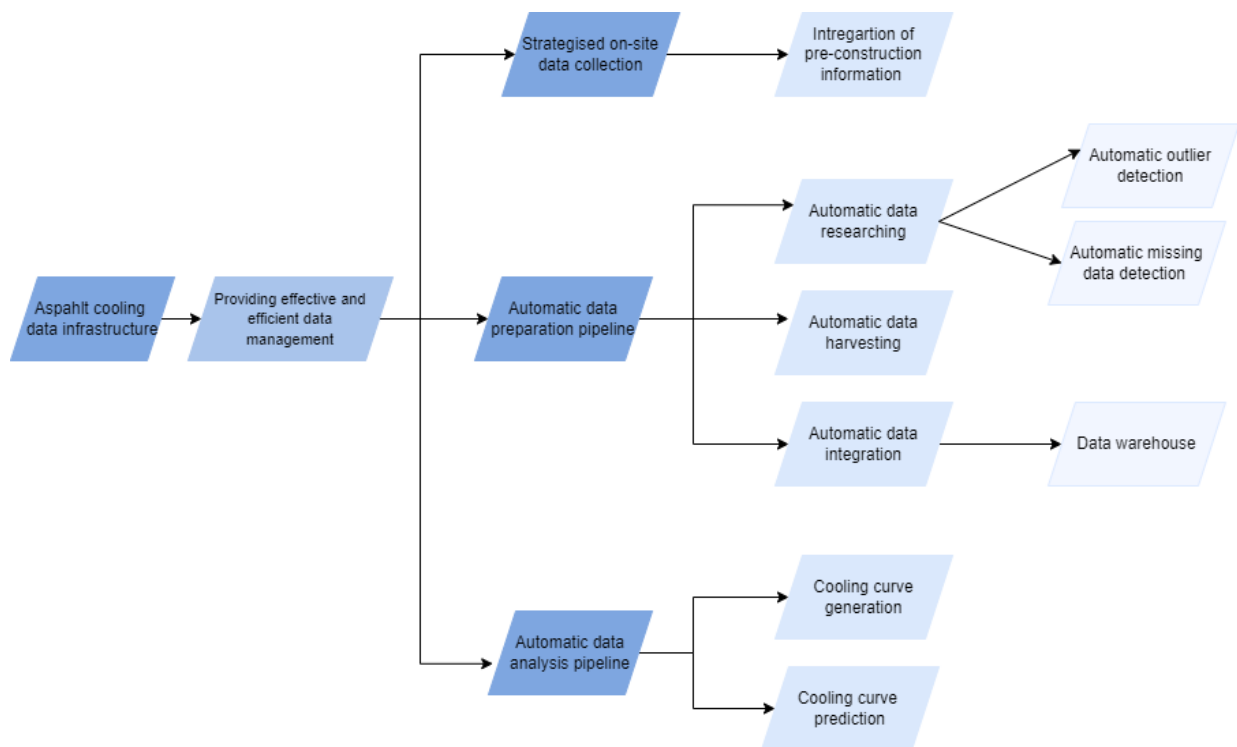 Strategised on-site
data collection
Intregartion of
pre-construction
information
Automatic outlier
detection
Automatic data
researching
Automatic missing
data detection
Aspahlt cooling
data infrastructure
Providing effective and
efficient data
management
Automatic data
preparation pipeline
Automatic data
harvesting
Automatic data
integration
Data warehouse
Cooling curve
generation
Automatic data
analysis pipeline
Cooling curve
prediction